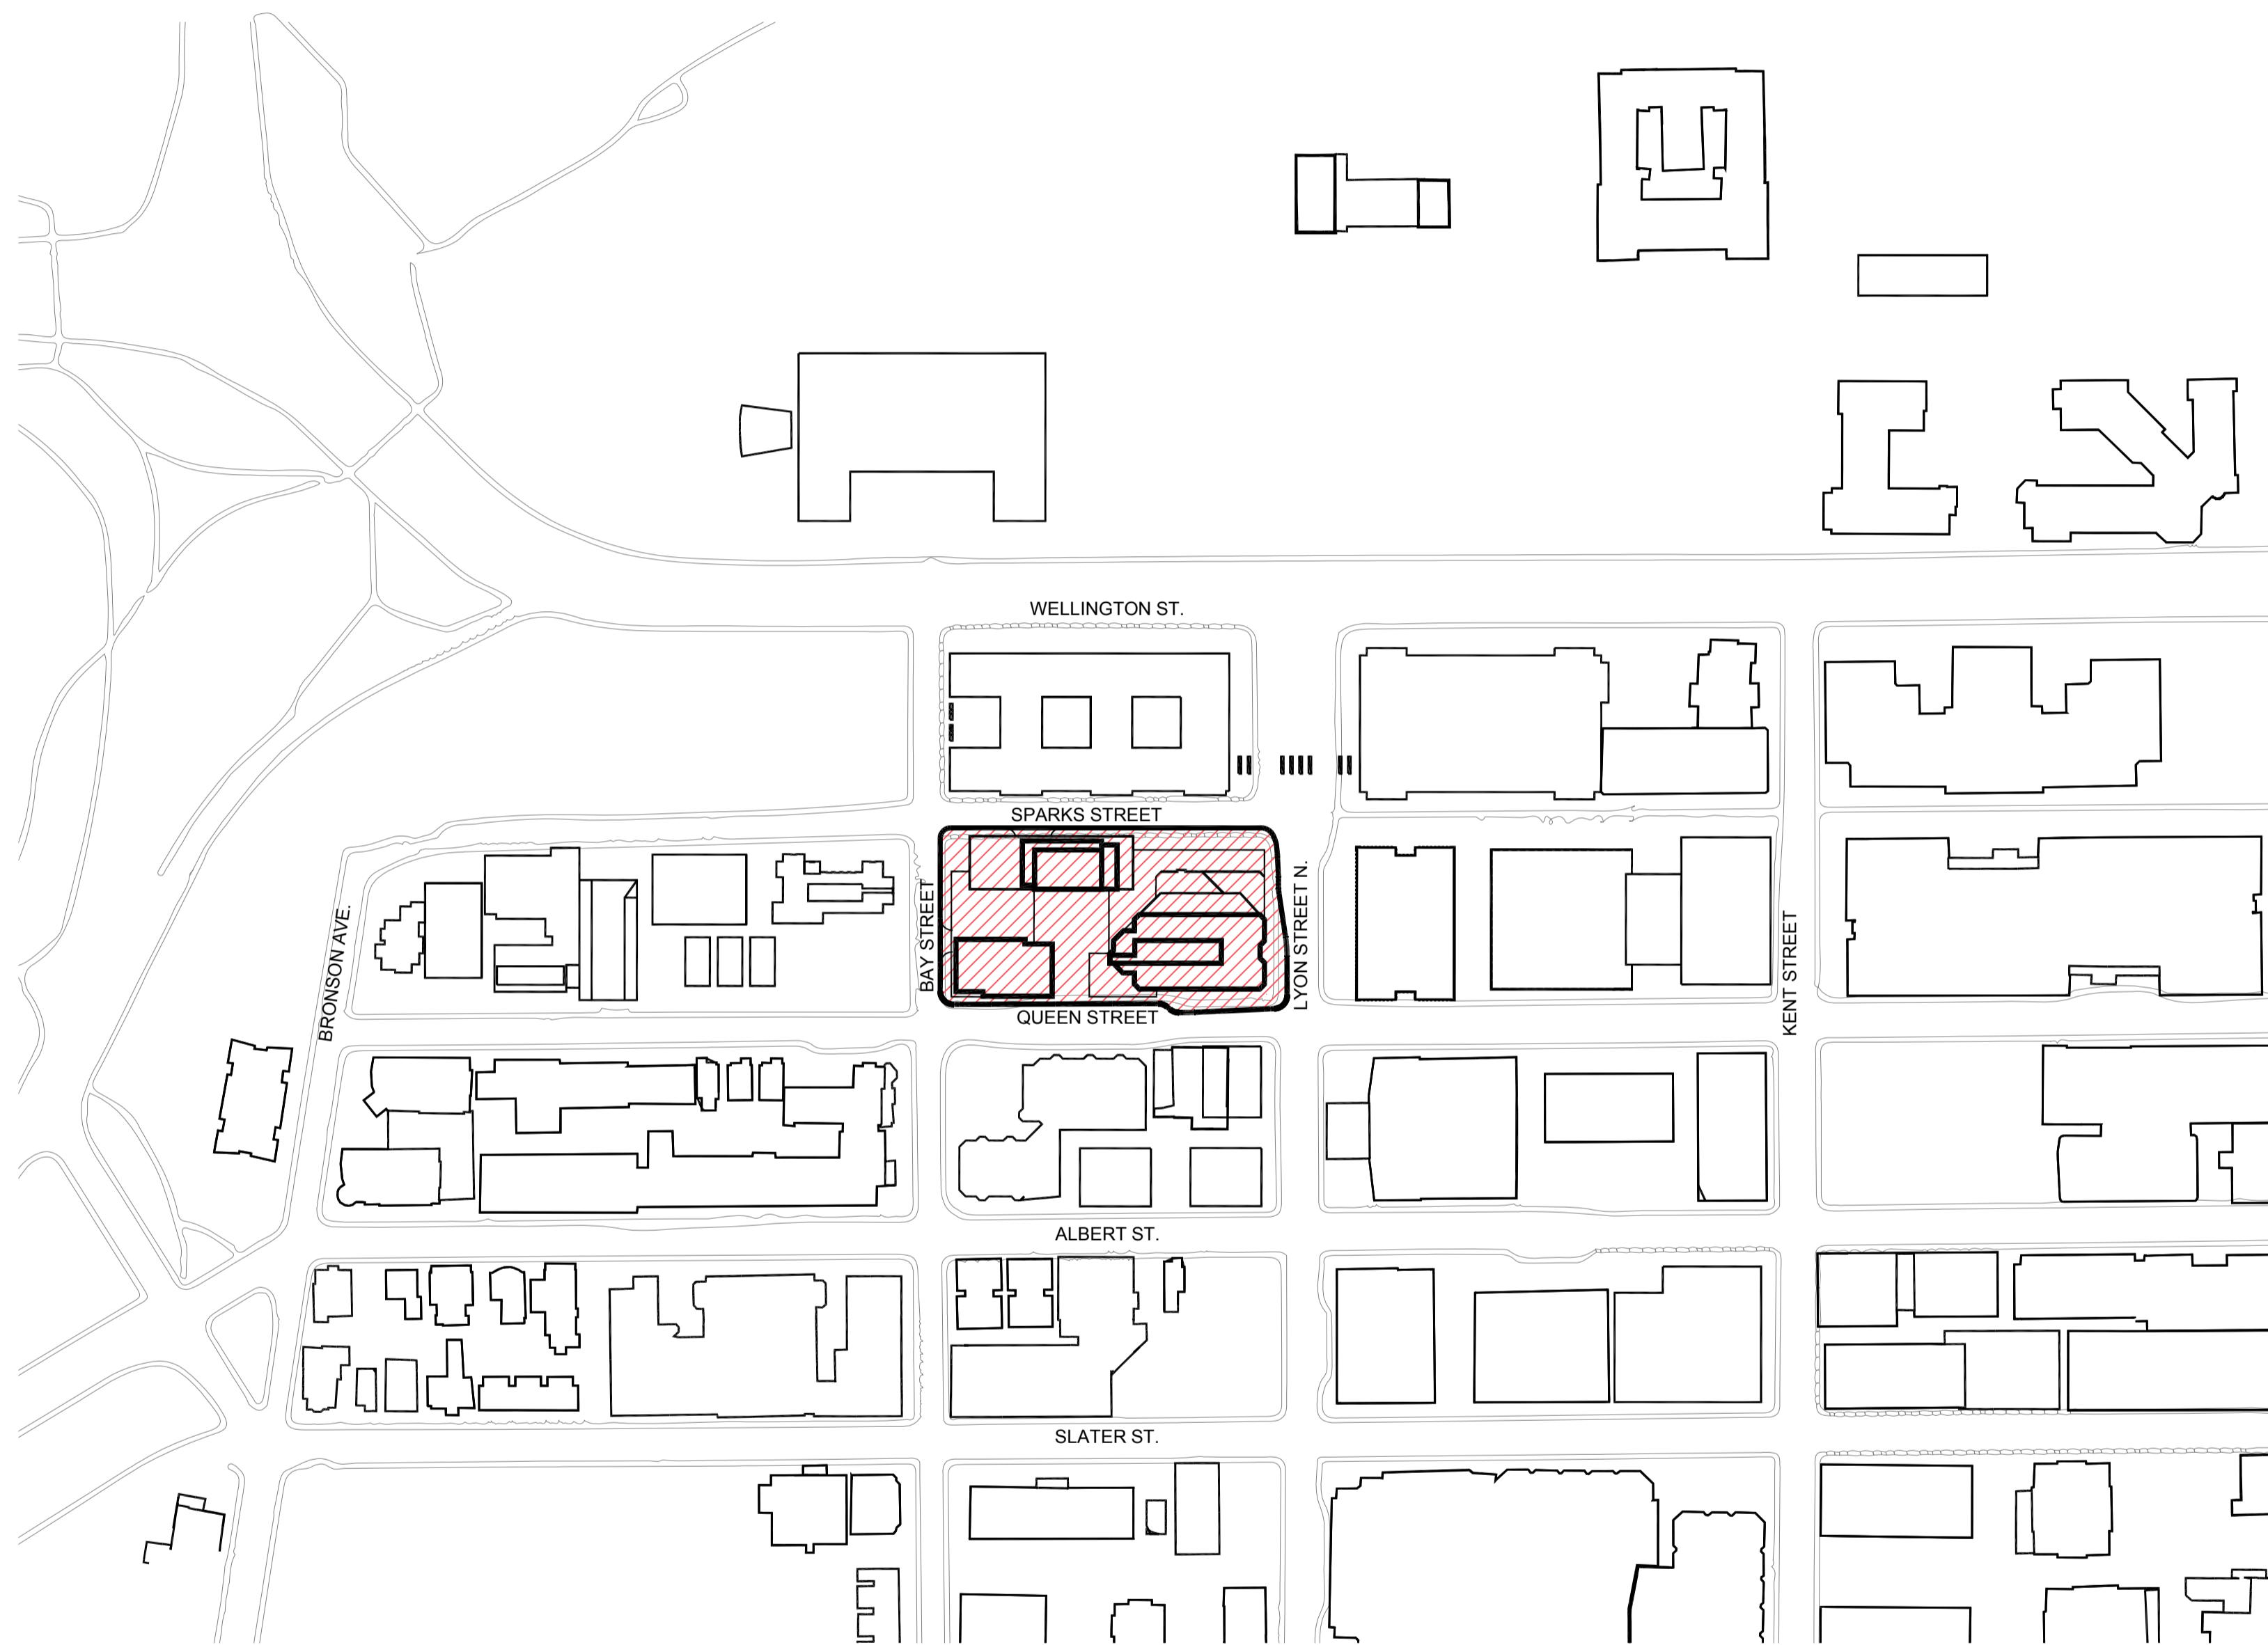 WELLINGTON ST.
SPARKS STREET
BRONSON AVE.
BAY STREET
LYON STREET N.
KENT STREET
QUEEN STREET
ALBERT ST.
SLATER ST.